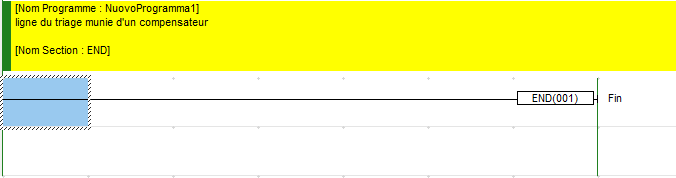 [Nom Programme : NuovoProgramma1]
ligne du triage munie d'un compensateur
[Nom Section : END]
END(001) Fin